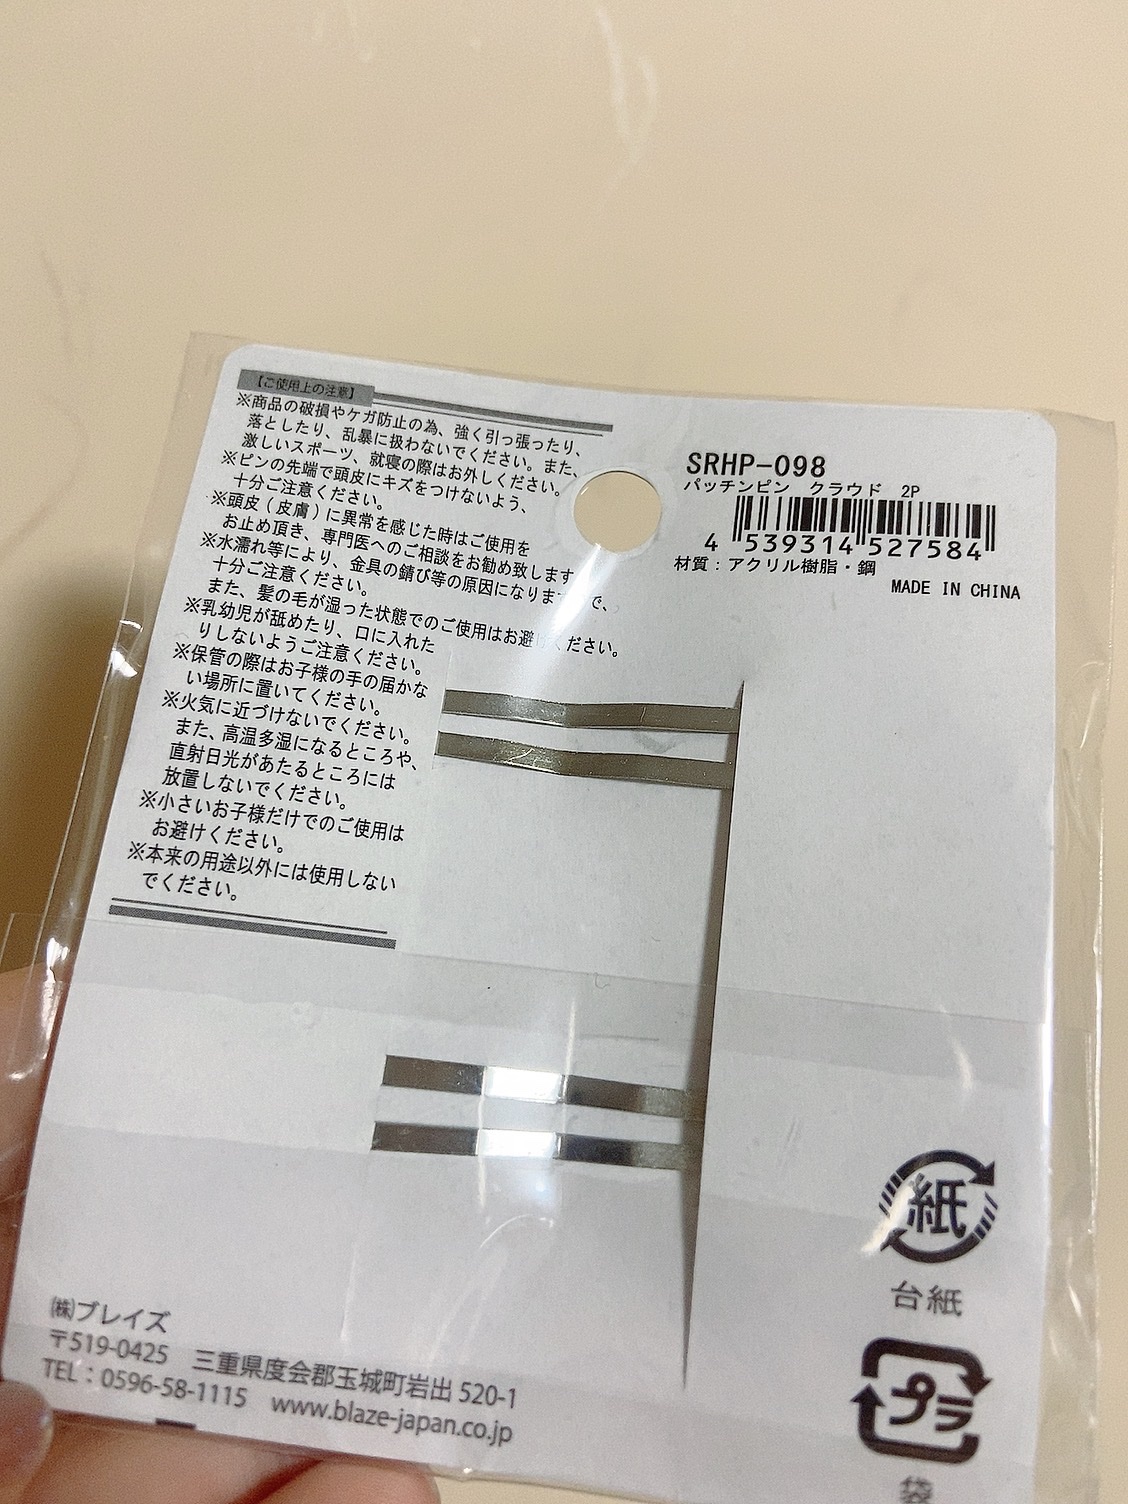 【ご使用上の注意】
※商品の破損やケガ防止の為、強く引っ張ったり、
落としたり、乱暴に扱わないでください。また、
激しいスポーツ、就寝の際はお外しください。
※ピンの先端で頭皮にキズをつけないよう、
十分ご注意ください。
※頭皮(皮膚)に異常を感じた時はご使用を
お止め頂き、専門医へのご相談をお勧め致します
※水濡れ等により、金具の錆び等の原因になりま で、
十分ご注意ください。
また、髪の毛が湿った状態でのご使用はお避 ください。
※乳幼児が舐めたり、口に入れた
りしないようご注意ください。
※保管の際はお子様の手の届かな
い場所に置いてください。
※火気に近づけないでください。
また、高温多湿になるところや、
直射日光があたるところには
放置しないでください。
※小さいお子様だけでのご使用は
お避けください。
※本来の用途以外には使用しない
でください。
SRHP-098
パッチンピン クラウド 2P
4 539314 527584
材質：アクリル樹脂・鋼
MADE IN CHINA
紙
台紙
プラ
袋
㈱ブレイズ
〒519-0425 三重県度会郡玉城町岩出 520-1
TEL：0596-58-1115 www.blaze-japan.co.jp